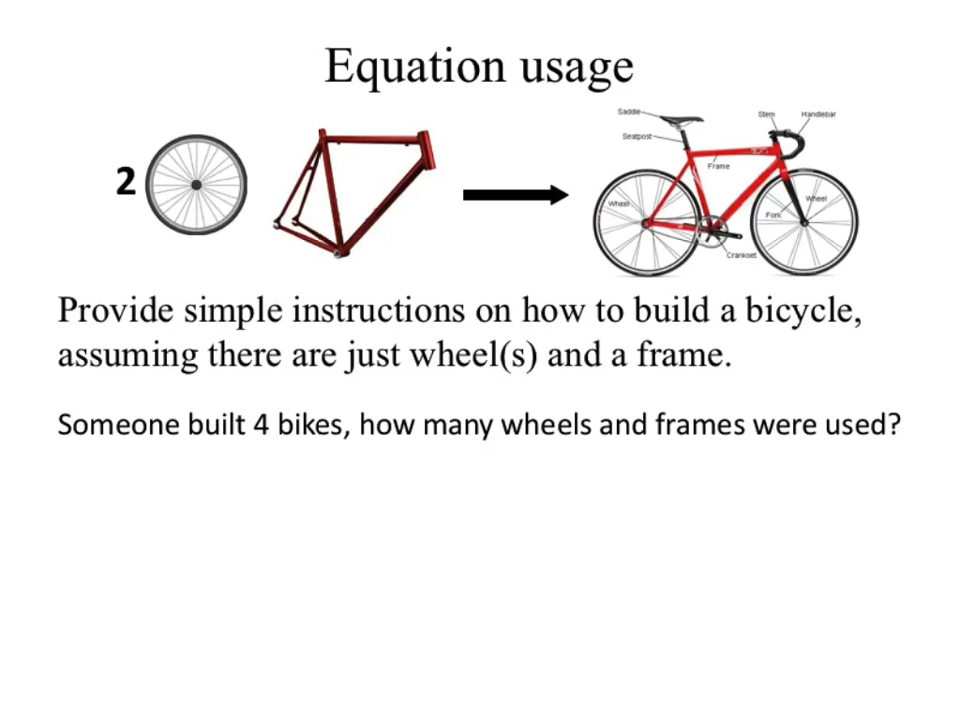 Equation usage
2
Saddle
Stem
Handlebar
Seatpost
Frame
Wheel
Wheel
Fork
Crankset
Provide simple instructions on how to build a bicycle,
assuming there are just wheel(s) and a frame.
Someone built 4 bikes, how many wheels and frames were used?